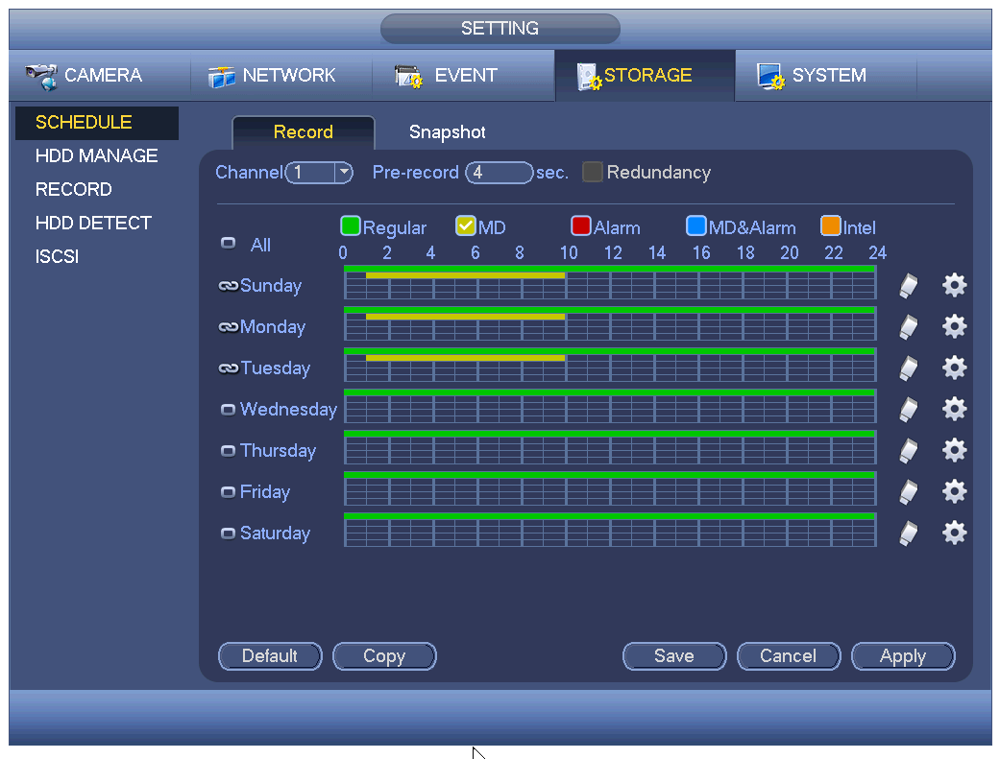 SETTING
CAMERA NETWORK EVENT STORAGE SYSTEM
SCHEDULE
HDD MANAGE
RECORD
HDD DETECT
ISCSI
Record Snapshot
Channel 1 Pre-record 4 sec. Redundancy
Regular MD Alarm MD&Alarm Intel
All
0 2 4 6 8 10 12 14 16 18 20 22 24
Sunday
Monday
Tuesday
Wednesday
Thursday
Friday
Saturday
Default Copy Save Cancel Apply